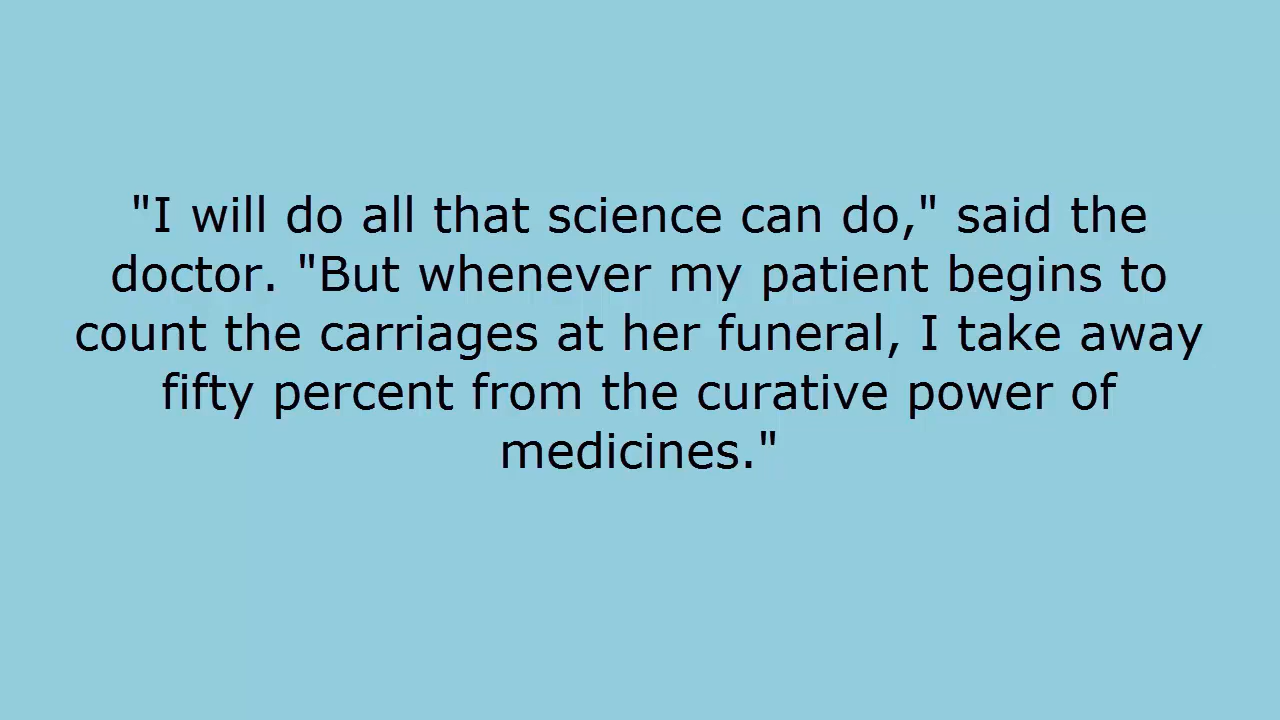 "I will do all that science can do," said the
doctor. "But whenever my patient begins to
count the carriages at her funeral, I take away
fifty percent from the curative power of
medicines."